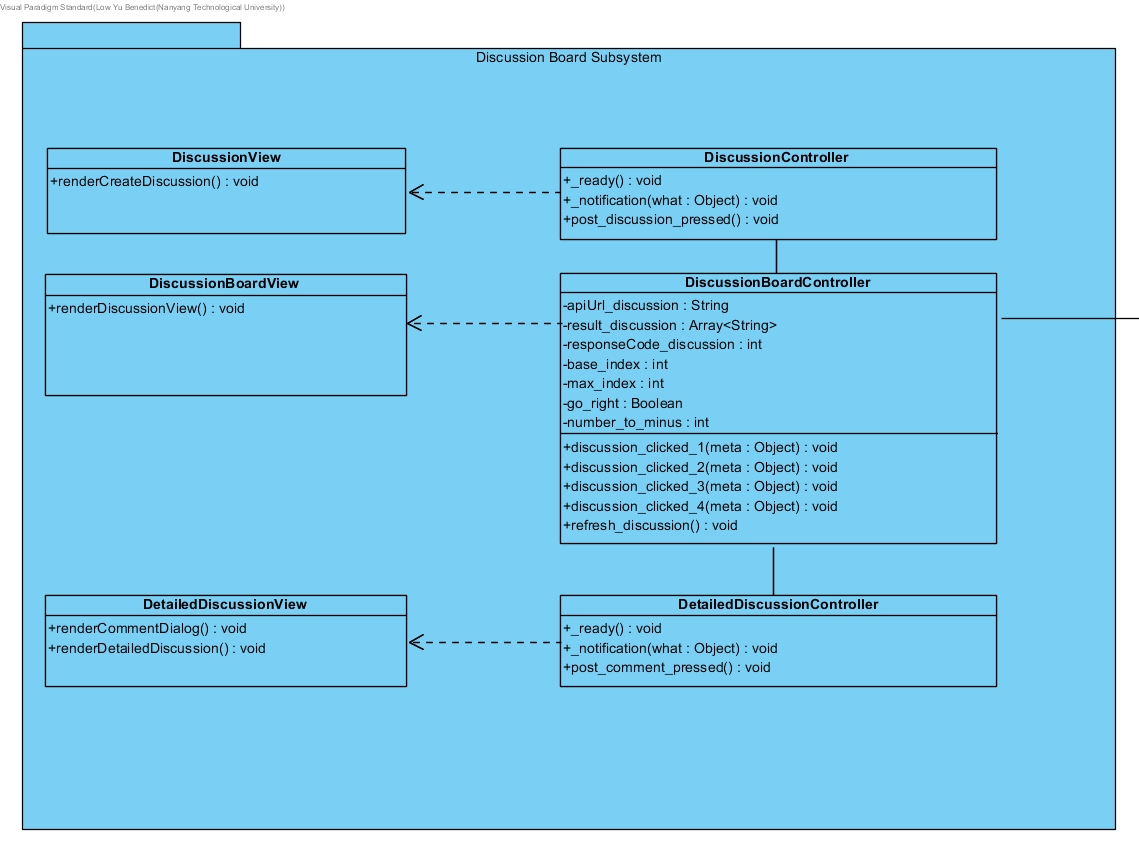 Visual Paradigm Standard(Low Yu Benedict(Nanyang Technological University))
Discussion Board Subsystem
DiscussionView
+renderCreateDiscussion() : void
DiscussionController
+_ready() : void
+_notification(what : Object) : void
+post_discussion_pressed() : void
DiscussionBoardView
+renderDiscussionView() : void
DiscussionBoardController
-apiUrl_discussion : String
-result_discussion : Array<String>
-responseCode_discussion : int
-base_index : int
-max_index : int
-go_right : Boolean
-number_to_minus : int
+discussion_clicked_1(meta : Object) : void
+discussion_clicked_2(meta : Object) : void
+discussion_clicked_3(meta : Object) : void
+discussion_clicked_4(meta : Object) : void
+refresh_discussion() : void
DetailedDiscussionView
+renderCommentDialog() : void
+renderDetailedDiscussion() : void
DetailedDiscussionController
+_ready() : void
+_notification(what : Object) : void
+post_comment_pressed() : void